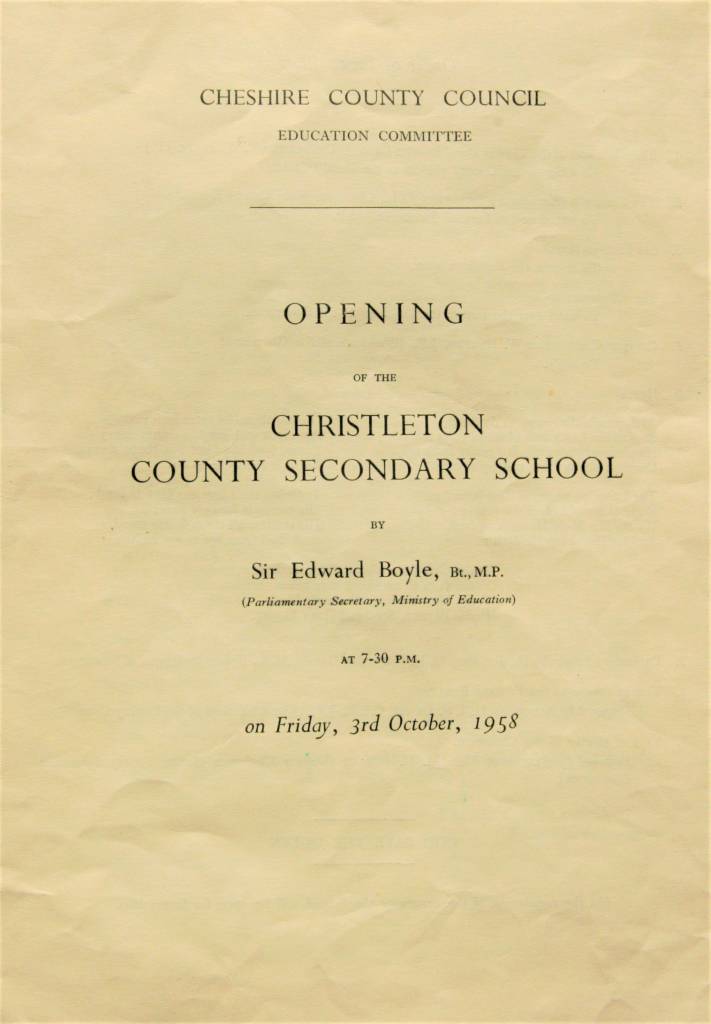 CHESHIRE COUNTY COUNCIL
EDUCATION COMMITTEE
OPENING
OF THE
CHRISTLETON
COUNTY SECONDARY SCHOOL
BY
Sir Edward Boyle, Bt., M.P.
(Parliamentary Secretary, Ministry of Education)
AT 7-30 P.M.
on Friday, 3rd October, 1958